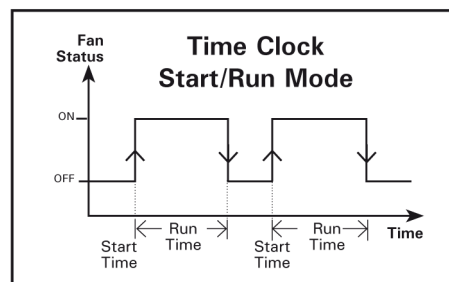 Fan
Status
Time Clock
Start/Run Mode
ON
OFF
Time
Run
Time
Run
Time
Start
Time
Start
Time